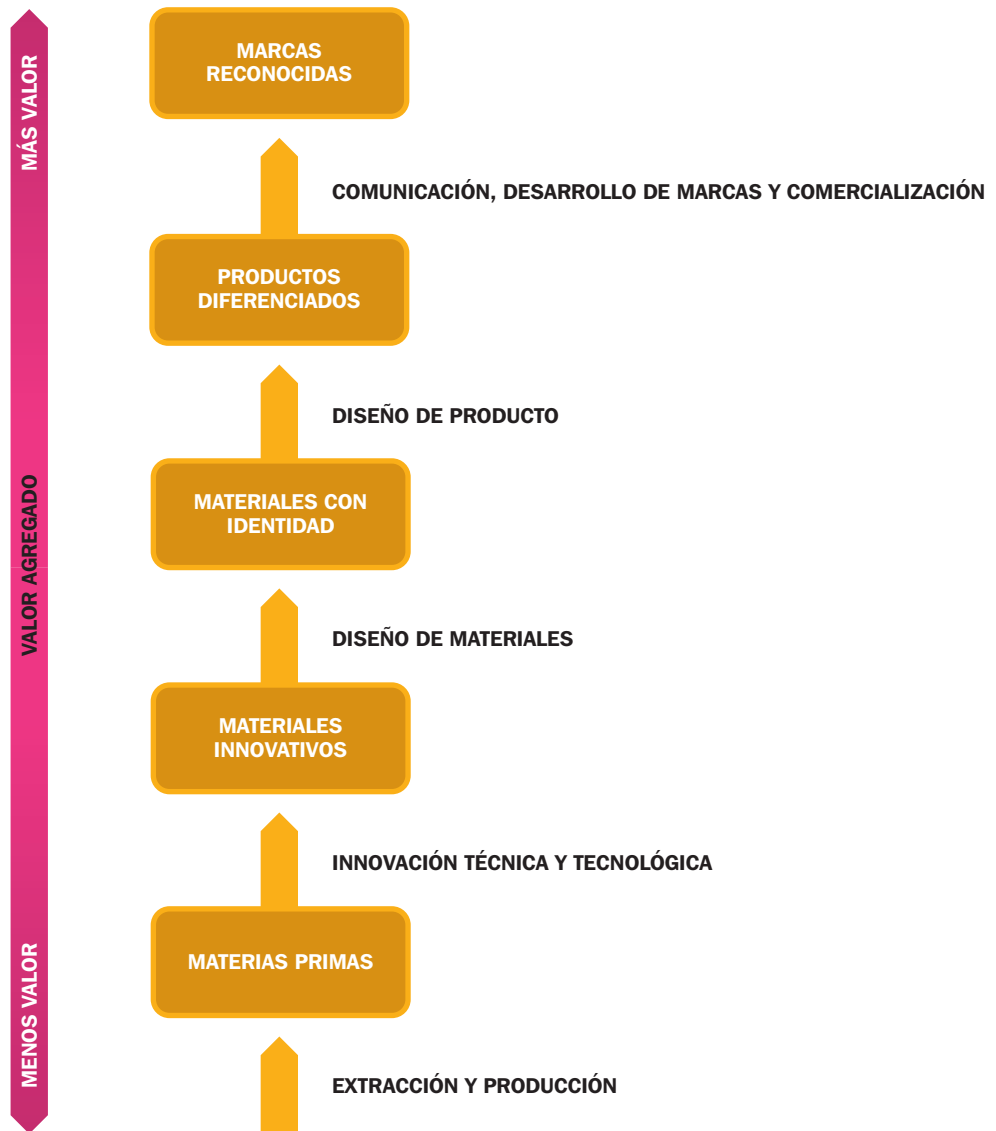 MÁS VALOR
VALOR AGREGADO
MENOS VALOR
MARCAS
RECONOCIDAS
COMUNICACIÓN, DESARROLLO DE MARCAS Y COMERCIALIZACIÓN
PRODUCTOS
DIFERENCIADOS
DISEÑO DE PRODUCTO
MATERIALES CON
IDENTIDAD
DISEÑO DE MATERIALES
MATERIALES
INNOVATIVOS
INNOVACIÓN TÉCNICA Y TECNOLÓGICA
MATERIAS PRIMAS
EXTRACCIÓN Y PRODUCCIÓN